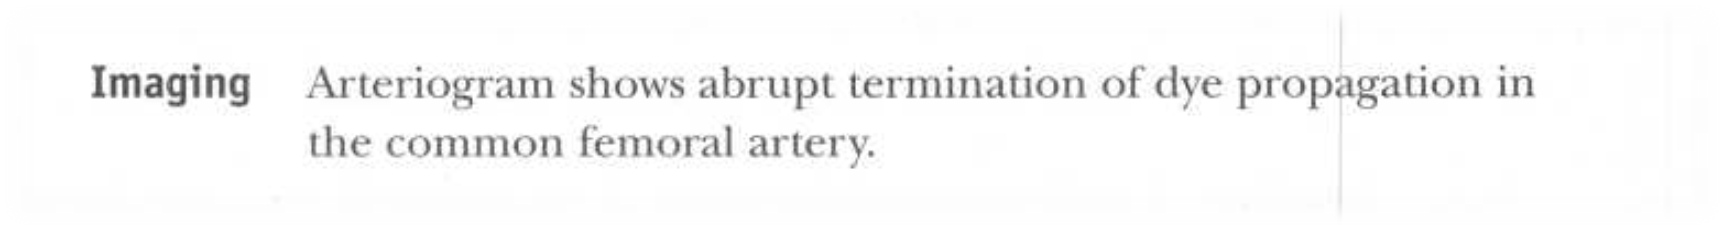 Imaging Arteriogram shows abrupt termination of dye propagation in
the common femoral artery.